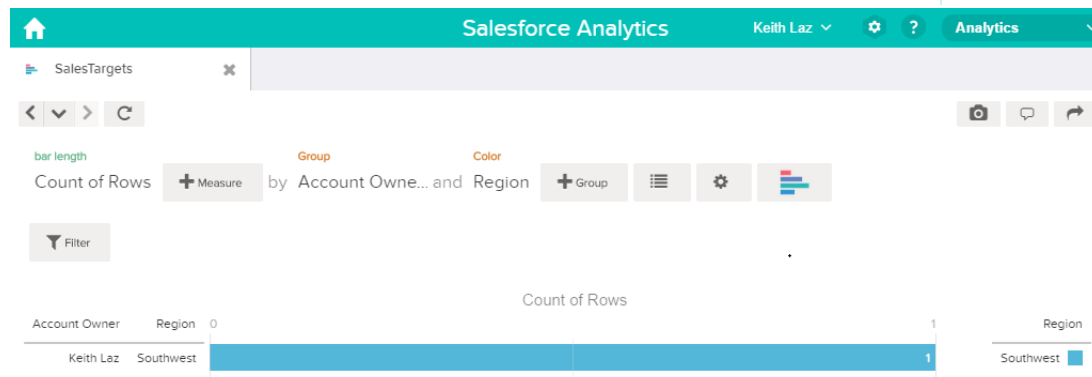 Salesforce Analytics Keith Laz ? Analytics
SalesTargets
bar length Group Color
Count of Rows + Measure by Account Owne... and Region + Group
Filter
Count of Rows
Account Owner Region 0 1 Region
Keith Laz Southwest 1 Southwest